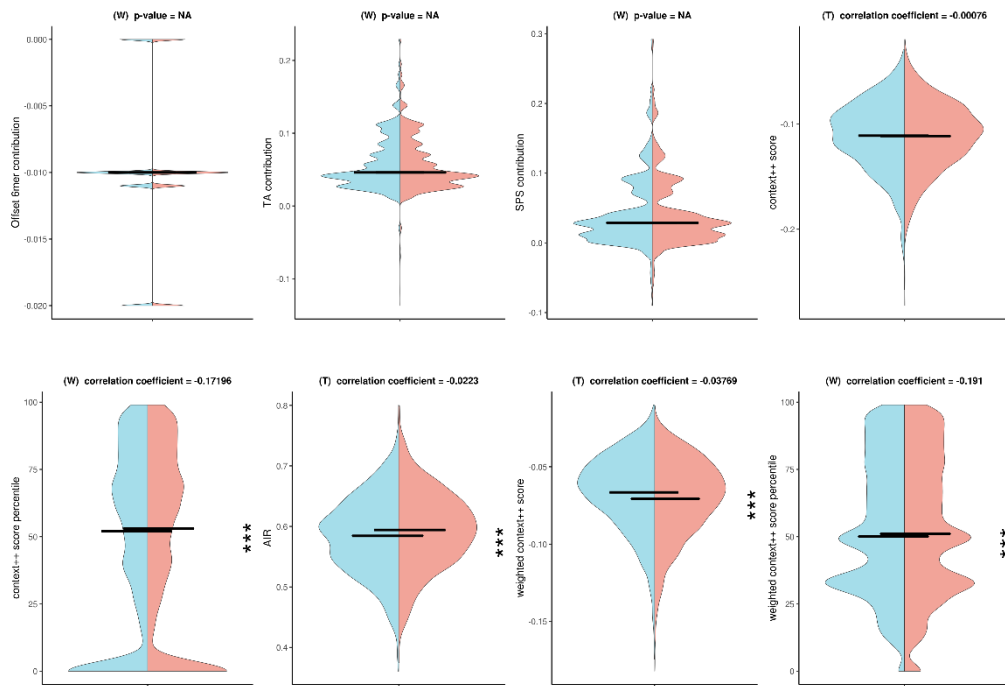 (W) p-value = NA
(W) p-value = NA
(W) p-value = NA
(T) correlation coefficient = -0.00076
Offset 6mer contribution
0.000
-0.005
-0.010
-0.015
-0.020
TA contribution
0.2
0.1
0.0
-0.1
SPS contribution
0.3
0.2
0.1
0.0
-0.1
context++ score
-0.1
-0.2
(W) correlation coefficient = -0.17196
(T) correlation coefficient = -0.0223
(T) correlation coefficient = -0.03769
(W) correlation coefficient = -0.191
context++ score percentile
100
75
50
25
0
***
AIR
0.8
0.7
0.6
0.5
0.4
***
weighted context++ score
-0.05
-0.10
-0.15
***
weighted context++ score percentile
100
75
50
25
0
***